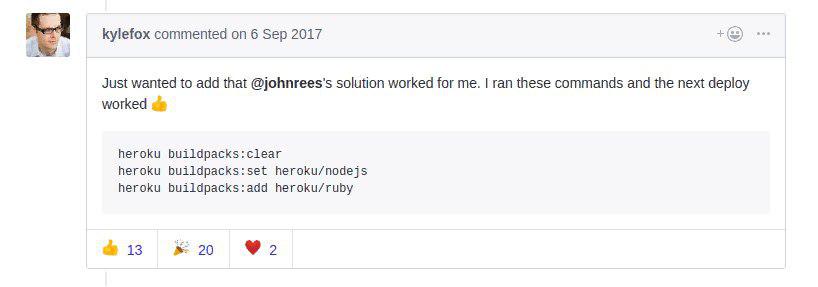 kylefox commented on 6 Sep 2017
Just wanted to add that @johnrees's solution worked for me. I ran these commands and the next deploy
worked 👍
heroku buildpacks:clear
heroku buildpacks:set heroku/nodejs
heroku buildpacks:add heroku/ruby
👍 13 🎉 20 ❤️ 2